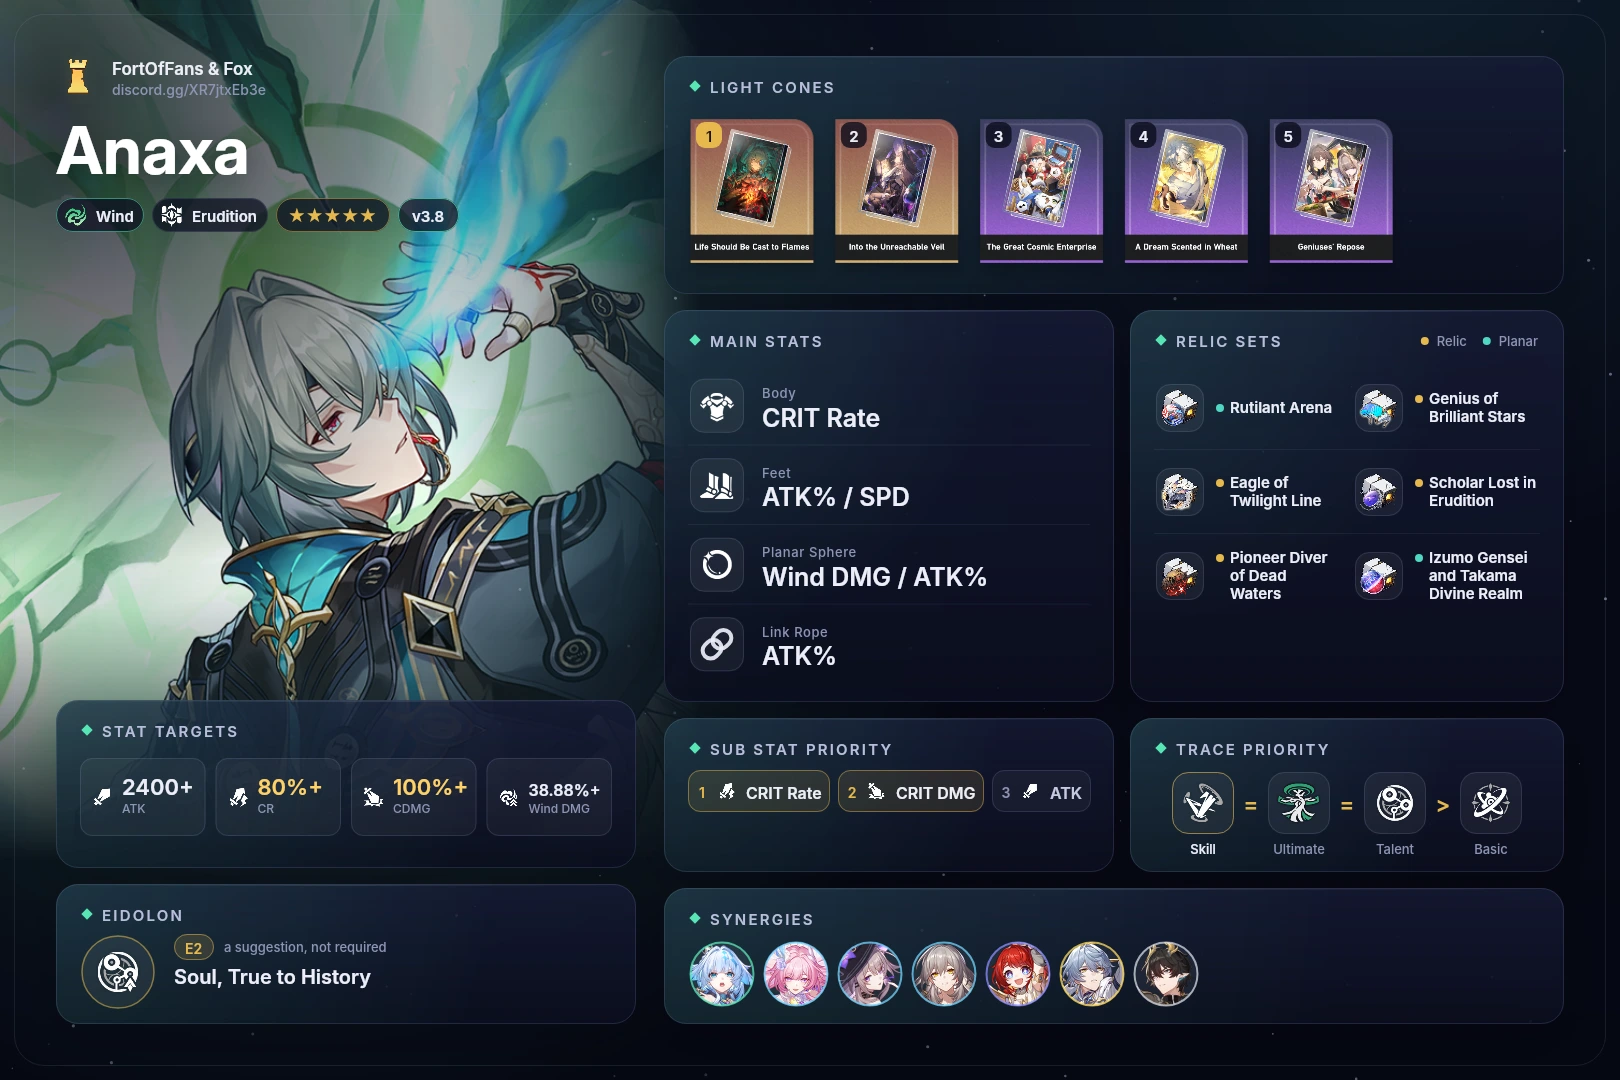 FortOfFans & Fox
discord.gg/XR7jtxEb3e
Anaxa
Wind
Erudition
★★★★★
v3.8
LIGHT CONES
1
2
3
4
5
Life Should Be Cast to Flames
Into the Unreachable Veil
The Great Cosmic Enterprise
A Dream Scented in Wheat
Geniuses' Repose
MAIN STATS
Body
CRIT Rate
Feet
ATK% / SPD
Planar Sphere
Wind DMG / ATK%
Link Rope
ATK%
RELIC SETS
Relic
Planar
Rutilant Arena
Genius of
Brilliant Stars
Eagle of
Twilight Line
Scholar Lost in
Erudition
Pioneer Diver
of Dead
Waters
Izumo Gensei
and Takama
Divine Realm
STAT TARGETS
2400+
ATK
80%+
CR
100%+
CDMG
38.88%+
Wind DMG
SUB STAT PRIORITY
1 CRIT Rate
2 CRIT DMG
3 ATK
TRACE PRIORITY
= = >
Skill
Ultimate
Talent
Basic
EIDOLON
E2
a suggestion, not required
Soul, True to History
SYNERGIES